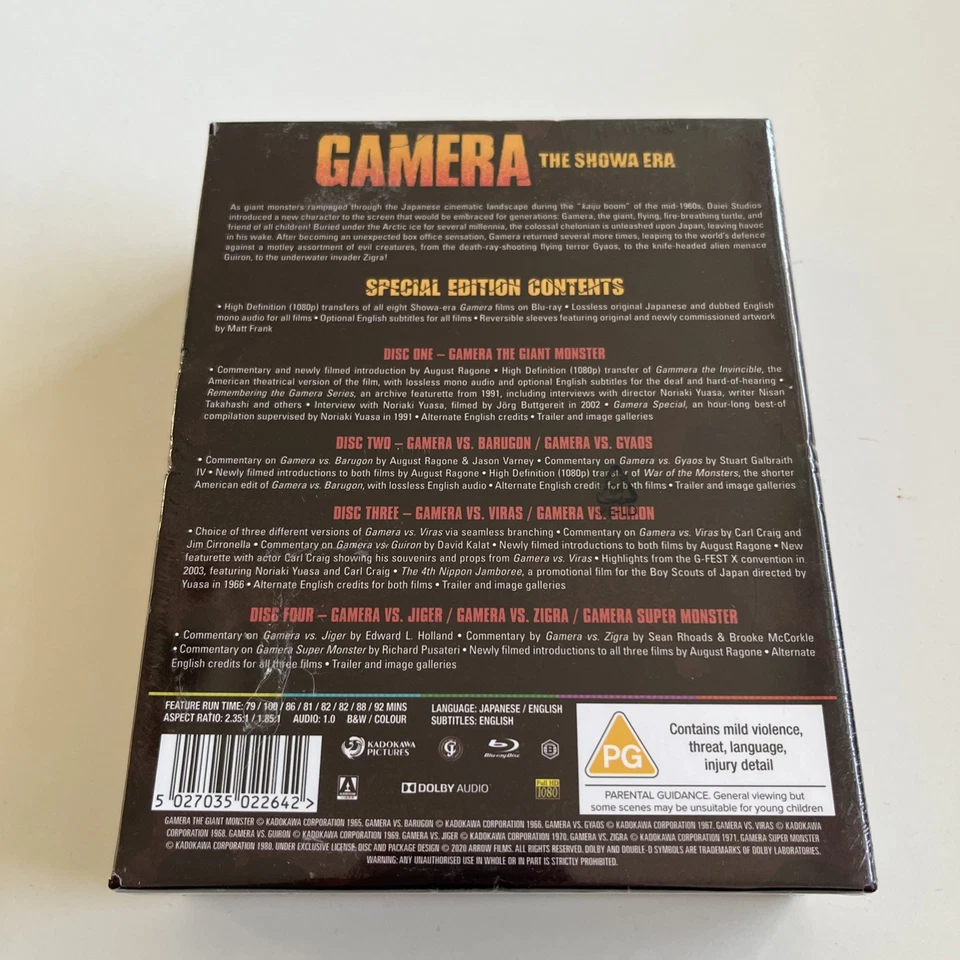 GAMERA THE SHOWA ERA
As giant monsters rampaged through the Japanese cinematic landscape during the "kaiju boom" of the mid-1960s, Daiei Studios
introduced a new character to the screen that would be embraced for generations: Gamera, the giant, flying, fire-breathing turtle, and
friend of all children! Buried under the Arctic ice for several millennia, the colossal chelonian is unleashed upon Japan, leaving havoc
in his wake. After becoming an unexpected box office sensation, Gamera returned several more times, leaping to the world's defence
against a motley assortment of evil creatures, from the death-ray-shooting flying terror Gyaos, to the knife-headed alien menace
Guiron, to the underwater invader Zigra!
SPECIAL EDITION CONTENTS
• High Definition (1080p) transfers of all eight Showa-era Gamera films on Blu-ray • Lossless original Japanese and dubbed English
mono audio for all films • Optional English subtitles for all films • Reversible sleeves featuring original and newly commissioned artwork
by Matt Frank
DISC ONE – GAMERA THE GIANT MONSTER
• Commentary and newly filmed introduction by August Ragone • High Definition (1080p) transfer of Gammera the Invincible, the
American theatrical version of the film, with lossless mono audio and optional English subtitles for the deaf and hard-of-hearing •
Remembering the Gamera Series, an archive featurette from 1991, including interviews with director Noriaki Yuasa, writer Nisan
Takahashi and others • Interview with Noriaki Yuasa, filmed by Jörg Buttgereit in 2002 • Gamera Special, an hour-long best-of
compilation supervised by Noriaki Yuasa in 1991 • Alternate English credits • Trailer and image galleries
DISC TWO – GAMERA VS. BARUGON / GAMERA VS. GYAOS
• Commentary on Gamera vs. Barugon by August Ragone & Jason Varney • Commentary on Gamera vs. Gyaos by Stuart Galbraith
IV • Newly filmed introductions to both films by August Ragone • High Definition (1080p) transfer of War of the Monsters, the shorter
American edit of Gamera vs. Barugon, with lossless English audio • Alternate English credits for both films • Trailer and image galleries
DISC THREE – GAMERA VS. VIRAS / GAMERA VS. GUIRON
• Choice of three different versions of Gamera vs. Viras via seamless branching • Commentary on Gamera vs. Viras by Carl Craig and
Jim Cirronella • Commentary on Gamera vs. Guiron by David Kalat • Newly filmed introductions to both films by August Ragone • New
featurette with actor Carl Craig showing his souvenirs and props from Gamera vs. Viras • Highlights from the G-FEST X convention in
2003, featuring Noriaki Yuasa and Carl Craig • The 4th Nippon Jamboree, a promotional film for the Boy Scouts of Japan directed by
Yuasa in 1966 • Alternate English credits for both films • Trailer and image galleries
DISC FOUR – GAMERA VS. JIGER / GAMERA VS. ZIGRA / GAMERA SUPER MONSTER
• Commentary on Gamera vs. Jiger by Edward L. Holland • Commentary by Gamera vs. Zigra by Sean Rhoads & Brooke McCorkle
• Commentary on Gamera Super Monster by Richard Pusateri • Newly filmed introductions to all three films by August Ragone • Alternate
English credits for all three films • Trailer and image galleries
FEATURE RUN TIME: 79 / 100 / 86 / 81 / 82 / 82 / 88 / 92 MINS
ASPECT RATIO: 2.35:1 / 1.85:1 AUDIO: 1.0 B&W / COLOUR
LANGUAGE: JAPANESE / ENGLISH
SUBTITLES: ENGLISH
PG
Contains mild violence,
threat, language,
injury detail
PARENTAL GUIDANCE. General viewing but
some scenes may be unsuitable for young children
KADOKAWA
PICTURES
Blu-ray Disc
B
ARROW
DOLBY AUDIO™
Full HD
1080
5 027035 022642 >
GAMERA THE GIANT MONSTER © KADOKAWA CORPORATION 1965. GAMERA VS. BARUGON © KADOKAWA CORPORATION 1966. GAMERA VS. GYAOS © KADOKAWA CORPORATION 1967. GAMERA VS. VIRAS © KADOKAWA
CORPORATION 1968. GAMERA VS. GUIRON © KADOKAWA CORPORATION 1969. GAMERA VS. JIGER © KADOKAWA CORPORATION 1970. GAMERA VS. ZIGRA © KADOKAWA CORPORATION 1971. GAMERA SUPER MONSTER
© KADOKAWA CORPORATION 1980. UNDER EXCLUSIVE LICENSE: DISC AND PACKAGE DESIGN © 2020 ARROW FILMS. ALL RIGHTS RESERVED. DOLBY AND DOUBLE-D SYMBOLS ARE TRADEMARKS OF DOLBY LABORATORIES.
WARNING: ANY UNAUTHORISED USE IN WHOLE OR IN PART IS STRICTLY PROHIBITED.